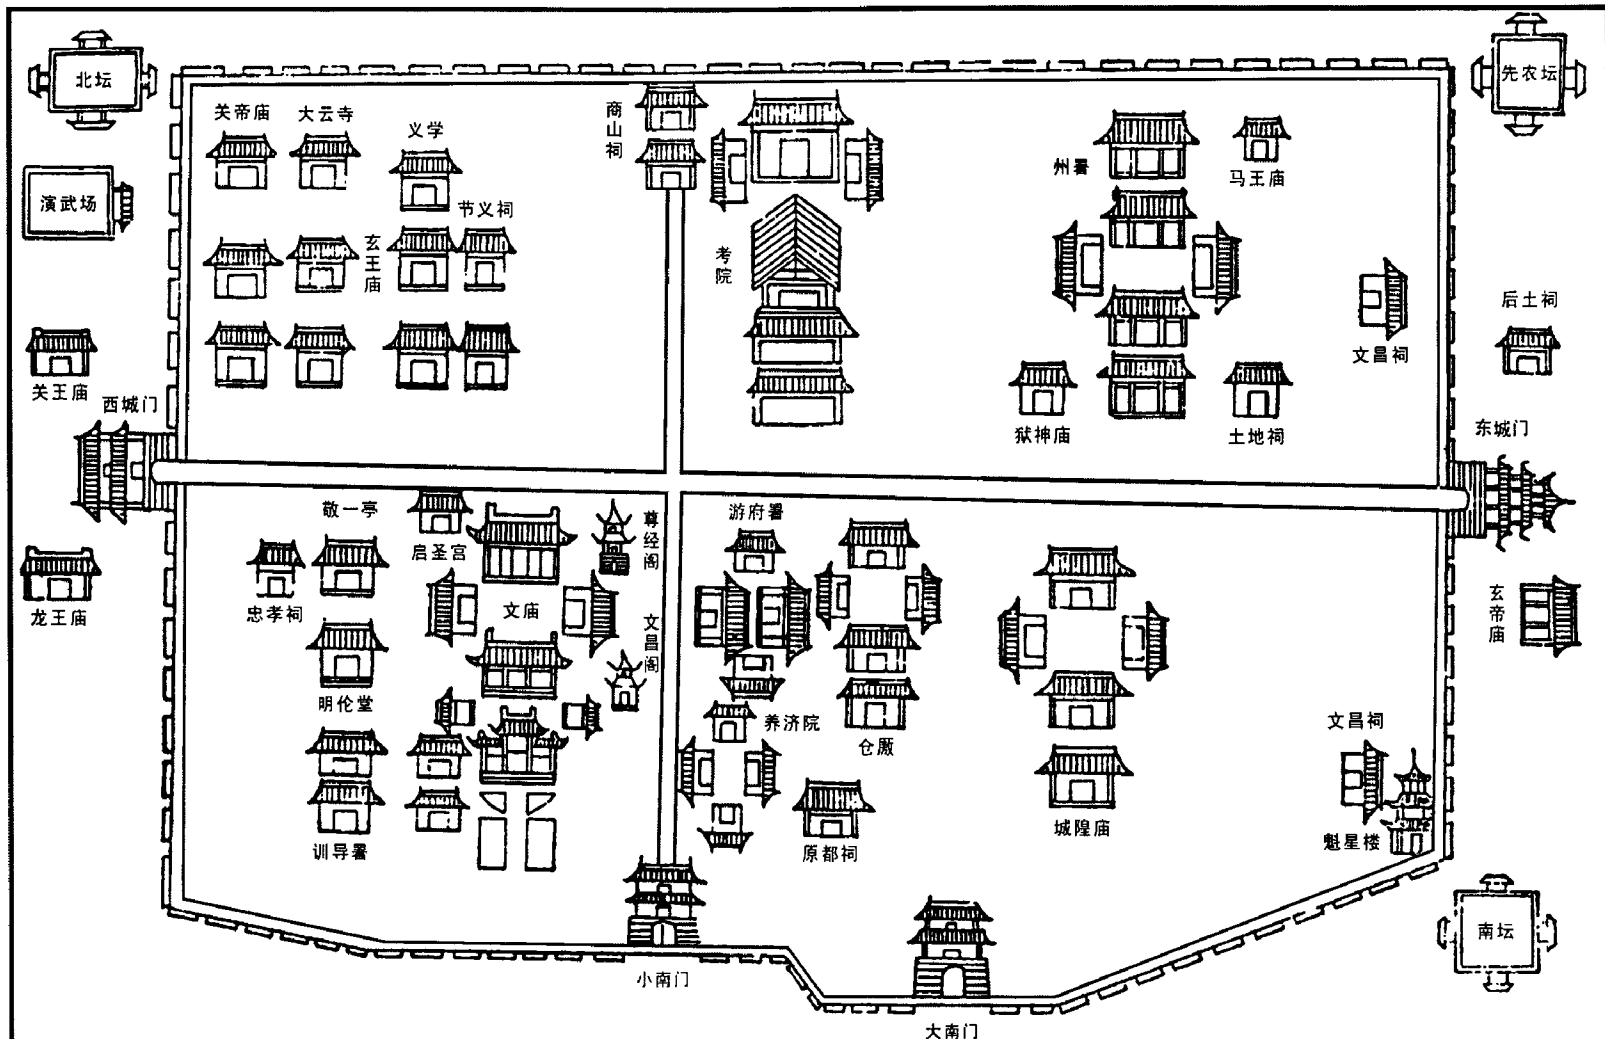 北坛
先农坛
关帝庙
大云寺
义学
商山祠
州署
马王庙
演武场
节义祠
玄王庙
考院
后土祠
文昌祠
关王庙
西城门
狱神庙
土地祠
东城门
敬一亭
启圣宫
尊经阁
游府署
忠孝祠
文庙
文昌阁
龙王庙
玄帝庙
明伦堂
养济院
仓廒
文昌祠
训导署
原都祠
城隍庙
魁星楼
南坛
小南门
大南门